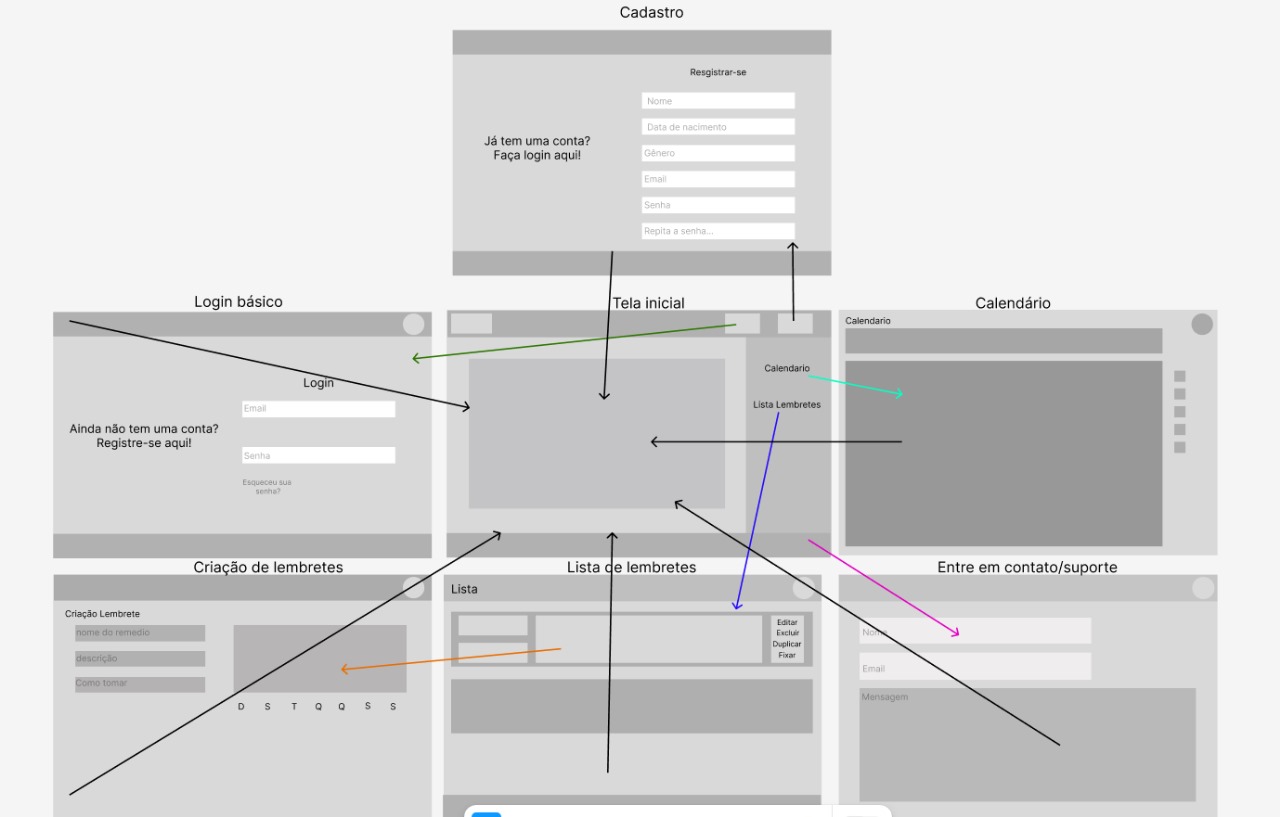 Cadastro
Resgistrar-se
Nome
Data de nacimento
Já tem uma conta?
Faça login aqui!
Gênero
Email
Senha
Repita a senha...
Login básico
Tela inicial
Calendário
Login
Email
Ainda não tem uma conta?
Registre-se aqui!
Senha
Esqueceu sua
senha?
Calendario
Lista Lembretes
Calendario
Criação de lembretes
Lista de lembretes
Entre em contato/suporte
Criação Lembrete
nome do remedio
descrição
Como tomar
D S T Q Q S S
Lista
Editar
Excluir
Duplicar
Fixar
Nome
Email
Mensagem